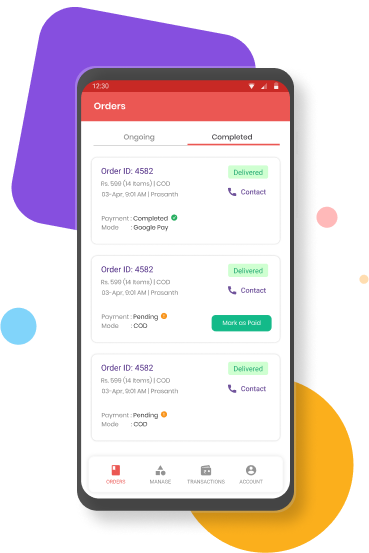 12:30
Orders
Ongoing Completed
Order ID: 4582 Delivered
Rs. 599 (14 Items) | COD
03-Apr, 9:01 AM | Prasanth Contact
Payment : Completed
Mode : Google Pay
Order ID: 4582 Delivered
Rs. 599 (14 Items) | COD
03-Apr, 9:01 AM | Prasanth Contact
Payment : Pending
Mode : COD Mark as Paid
Order ID: 4582 Delivered
Rs. 599 (14 Items) | COD
03-Apr, 9:01 AM | Prasanth Contact
Payment : Pending
Mode : COD
ORDERS MANAGE TRANSACTIONS ACCOUNT